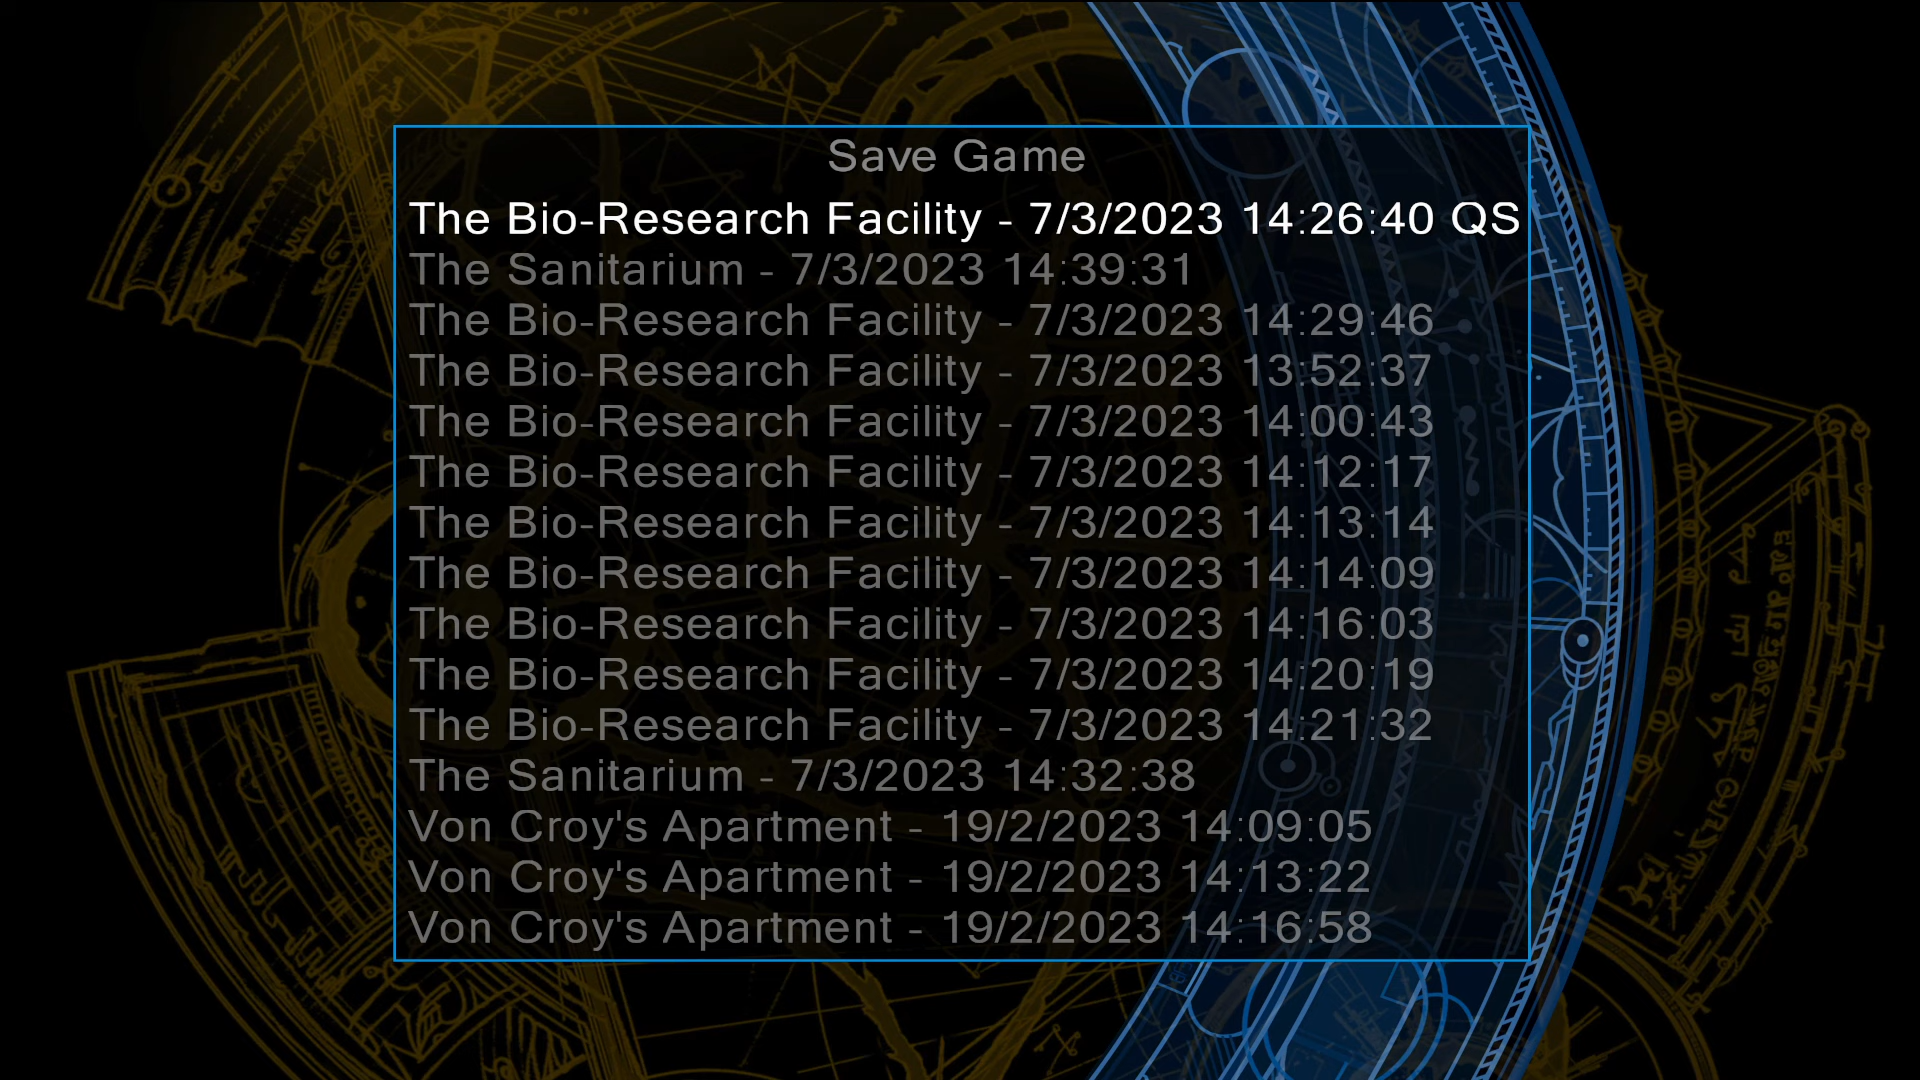 Save Game
The Bio-Research Facility - 7/3/2023 14:26:40 QS
The Sanitarium - 7/3/2023 14:39:31
The Bio-Research Facility - 7/3/2023 14:29:46
The Bio-Research Facility - 7/3/2023 13:52:37
The Bio-Research Facility - 7/3/2023 14:00:43
The Bio-Research Facility - 7/3/2023 14:12:17
The Bio-Research Facility - 7/3/2023 14:13:14
The Bio-Research Facility - 7/3/2023 14:14:09
The Bio-Research Facility - 7/3/2023 14:16:03
The Bio-Research Facility - 7/3/2023 14:20:19
The Bio-Research Facility - 7/3/2023 14:21:32
The Sanitarium - 7/3/2023 14:32:38
Von Croy's Apartment - 19/2/2023 14:09:05
Von Croy's Apartment - 19/2/2023 14:13:22
Von Croy's Apartment - 19/2/2023 14:16:58